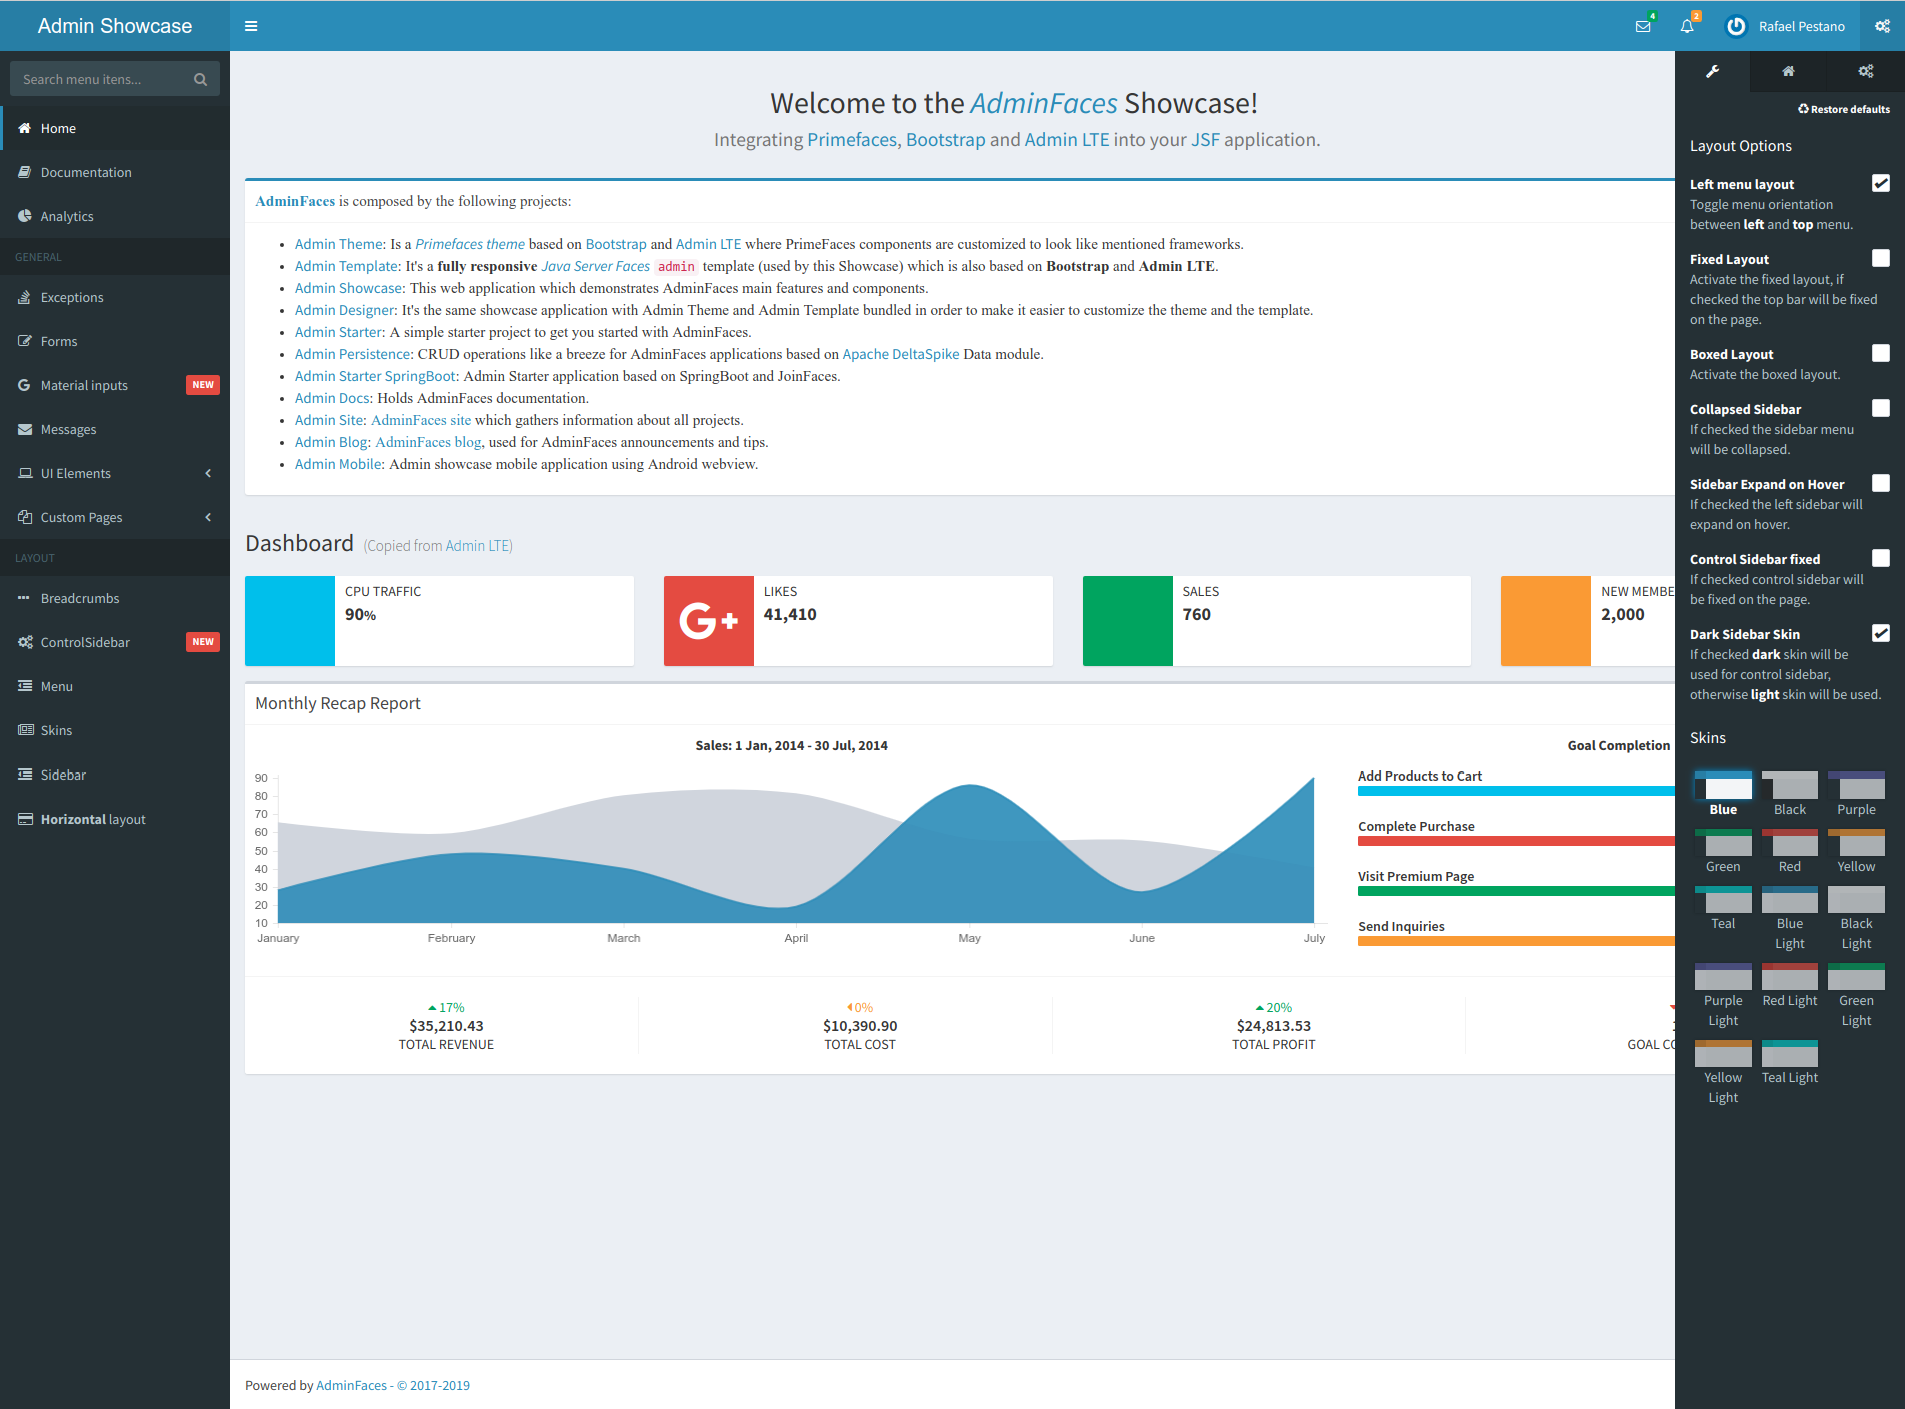 Admin Showcase
4
2
Rafael Pestano
Search menu itens...
Home
Documentation
Analytics
GENERAL
Exceptions
Forms
Material inputs NEW
Messages
UI Elements
Custom Pages
LAYOUT
Breadcrumbs
ControlSidebar NEW
Menu
Skins
Sidebar
Horizontal layout
Welcome to the AdminFaces Showcase!
Integrating Primefaces, Bootstrap and Admin LTE into your JSF application.
AdminFaces is composed by the following projects:
Admin Theme: Is a Primefaces theme based on Bootstrap and Admin LTE where PrimeFaces components are customized to look like mentioned frameworks.
Admin Template: It's a fully responsive Java Server Faces admin template (used by this Showcase) which is also based on Bootstrap and Admin LTE.
Admin Showcase: This web application which demonstrates AdminFaces main features and components.
Admin Designer: It's the same showcase application with Admin Theme and Admin Template bundled in order to make it easier to customize the theme and the template.
Admin Starter: A simple starter project to get you started with AdminFaces.
Admin Persistence: CRUD operations like a breeze for AdminFaces applications based on Apache DeltaSpike Data module.
Admin Starter SpringBoot: Admin Starter application based on SpringBoot and JoinFaces.
Admin Docs: Holds AdminFaces documentation.
Admin Site: AdminFaces site which gathers information about all projects.
Admin Blog: AdminFaces blog, used for AdminFaces announcements and tips.
Admin Mobile: Admin showcase mobile application using Android webview.
Dashboard (Copied from Admin LTE)
CPU TRAFFIC
90%
G+
LIKES
41,410
SALES
760
NEW MEMBE
2,000
Monthly Recap Report
Sales: 1 Jan, 2014 - 30 Jul, 2014
90
80
70
60
50
40
30
20
10
January February March April May June July
Goal Completion
Add Products to Cart
Complete Purchase
Visit Premium Page
Send Inquiries
17%
$35,210.43
TOTAL REVENUE
0%
$10,390.90
TOTAL COST
20%
$24,813.53
TOTAL PROFIT
GOAL CO
Powered by AdminFaces - © 2017-2019
Restore defaults
Layout Options
Left menu layout
Toggle menu orientation
between left and top menu.
Fixed Layout
Activate the fixed layout, if
checked the top bar will be fixed
on the page.
Boxed Layout
Activate the boxed layout.
Collapsed Sidebar
If checked the sidebar menu
will be collapsed.
Sidebar Expand on Hover
If checked the left sidebar will
expand on hover.
Control Sidebar fixed
If checked control sidebar will
be fixed on the page.
Dark Sidebar Skin
If checked dark skin will be
used for control sidebar,
otherwise light skin will be used.
Skins
Blue Black Purple
Green Red Yellow
Teal Blue Light Black Light
Purple Light Red Light Green Light
Yellow Light Teal Light